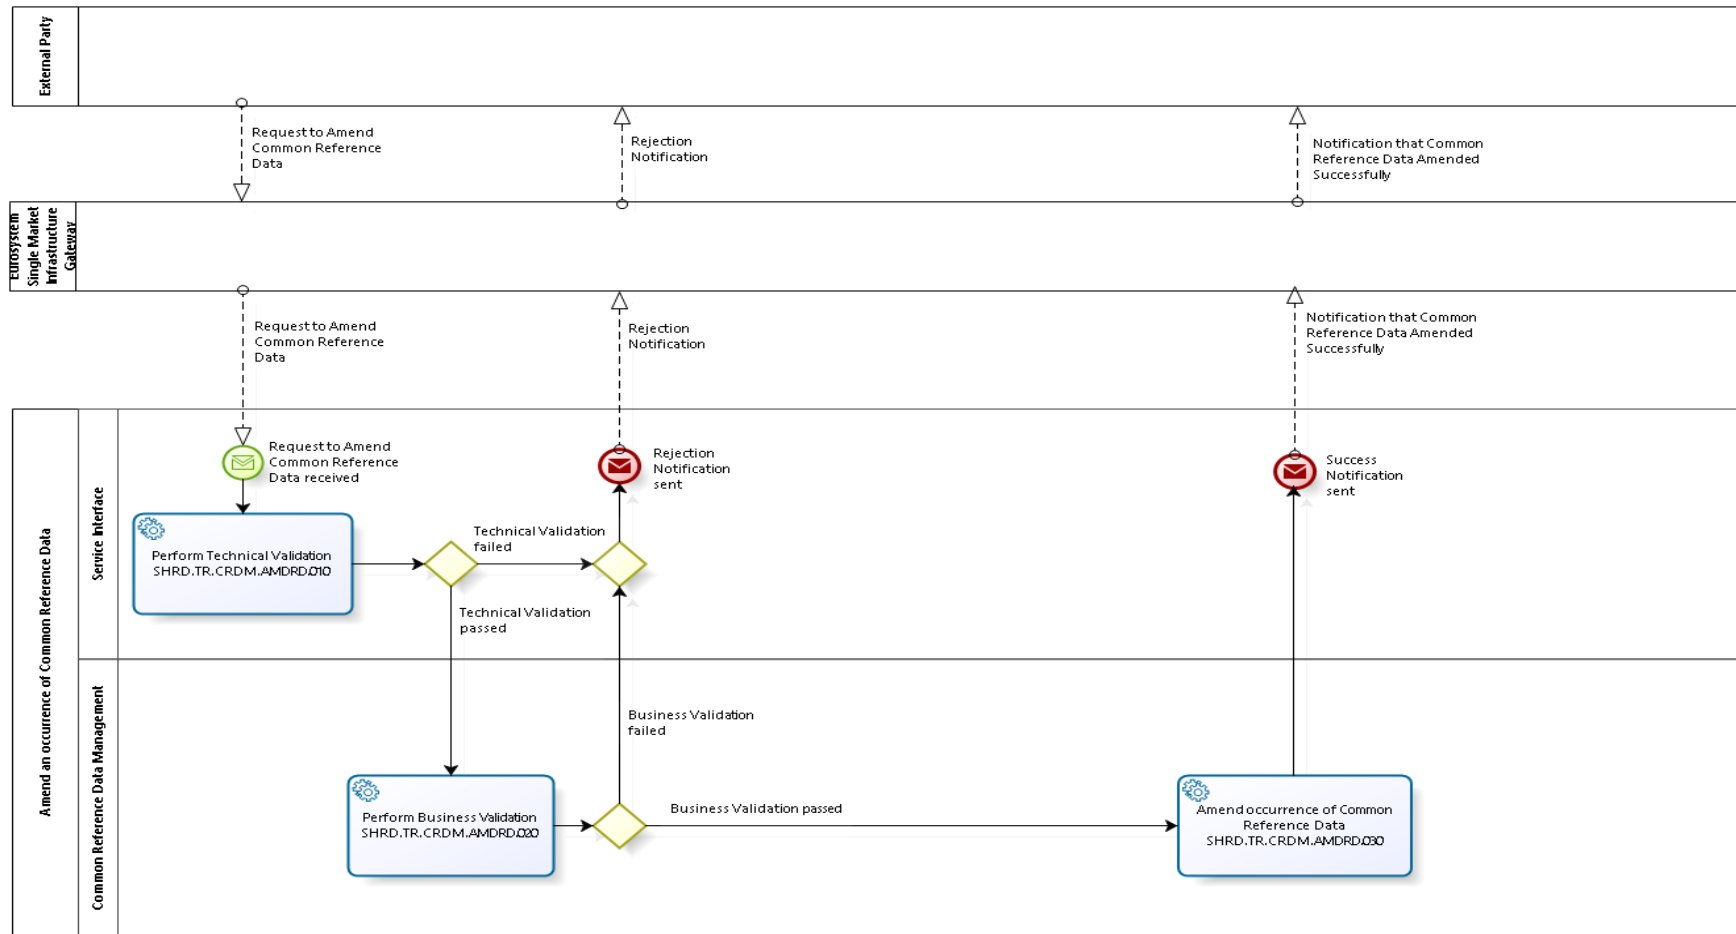 External Party
Request to Amend
Common Reference
Data
Rejection
Notification
Notification that Common
Reference Data Amended
Successfully
Eurosystem
Single Market
Infrastructure
Gateway
Request to Amend
Common Reference
Data
Rejection
Notification
Notification that Common
Reference Data Amended
Successfully
Amend an occurrence of Common Reference Data
Service Interface
Request to Amend
Common Reference
Data received
Rejection
Notification
sent
Success
Notification
sent
Perform Technical Validation
SHRD.TR.CRDM.AMDRD.010
Technical Validation
failed
Technical Validation
passed
Common Reference Data Management
Business Validation
failed
Perform Business Validation
SHRD.TR.CRDM.AMDRD.020
Business Validation passed
Amend occurrence of Common
Reference Data
SHRD.TR.CRDM.AMDRD.030